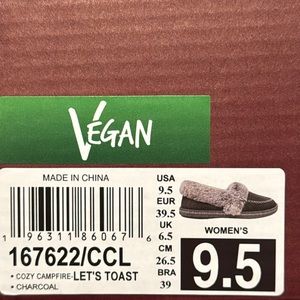 VEGAN
MADE IN CHINA
1 96311 86067 6
167622/CCL
• COZY CAMPFIRE-LET'S TOAST
• CHARCOAL
USA
9.5
EUR
39.5
UK
6.5
CM
26.5
BRA
39
WOMEN'S
9.5